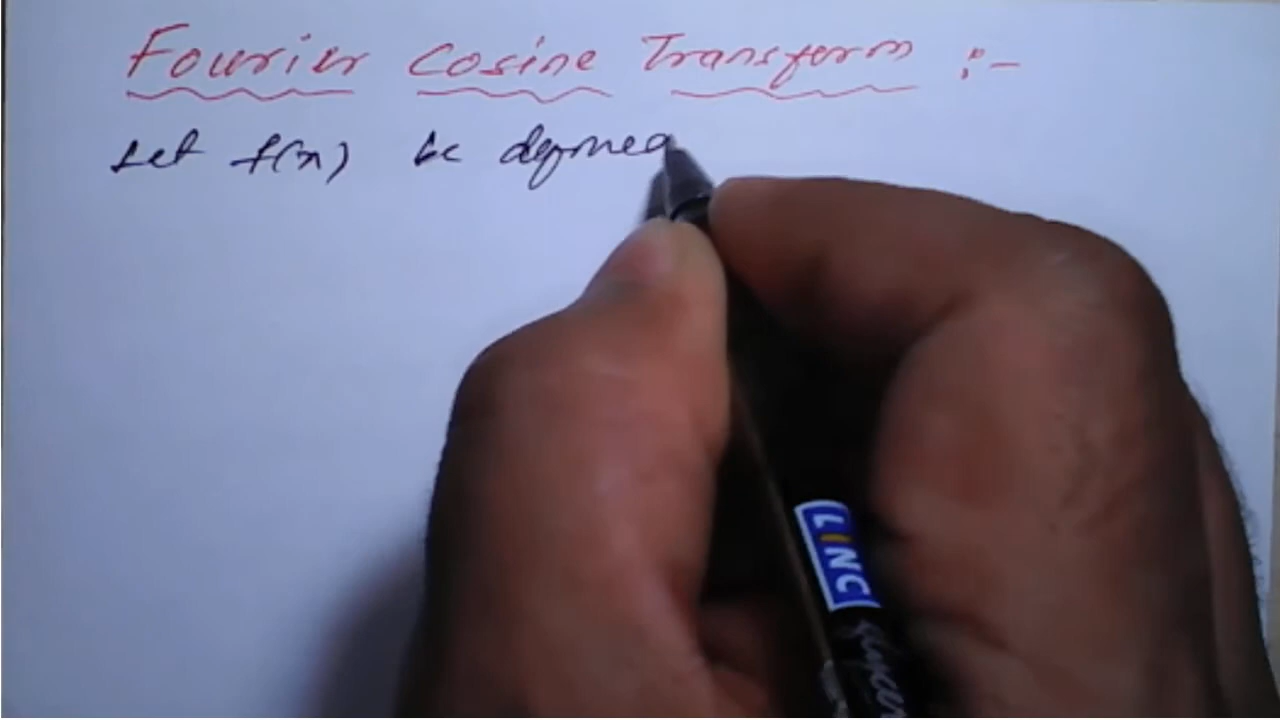 Fourier Cosine Transform :-
Let f(x) be defined
LINC